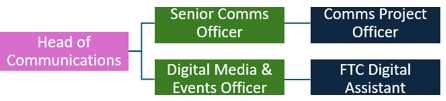 Head of
Communications
Senior Comms
Officer
Comms Project
Officer
Digital Media &
Events Officer
FTC Digital
Assistant